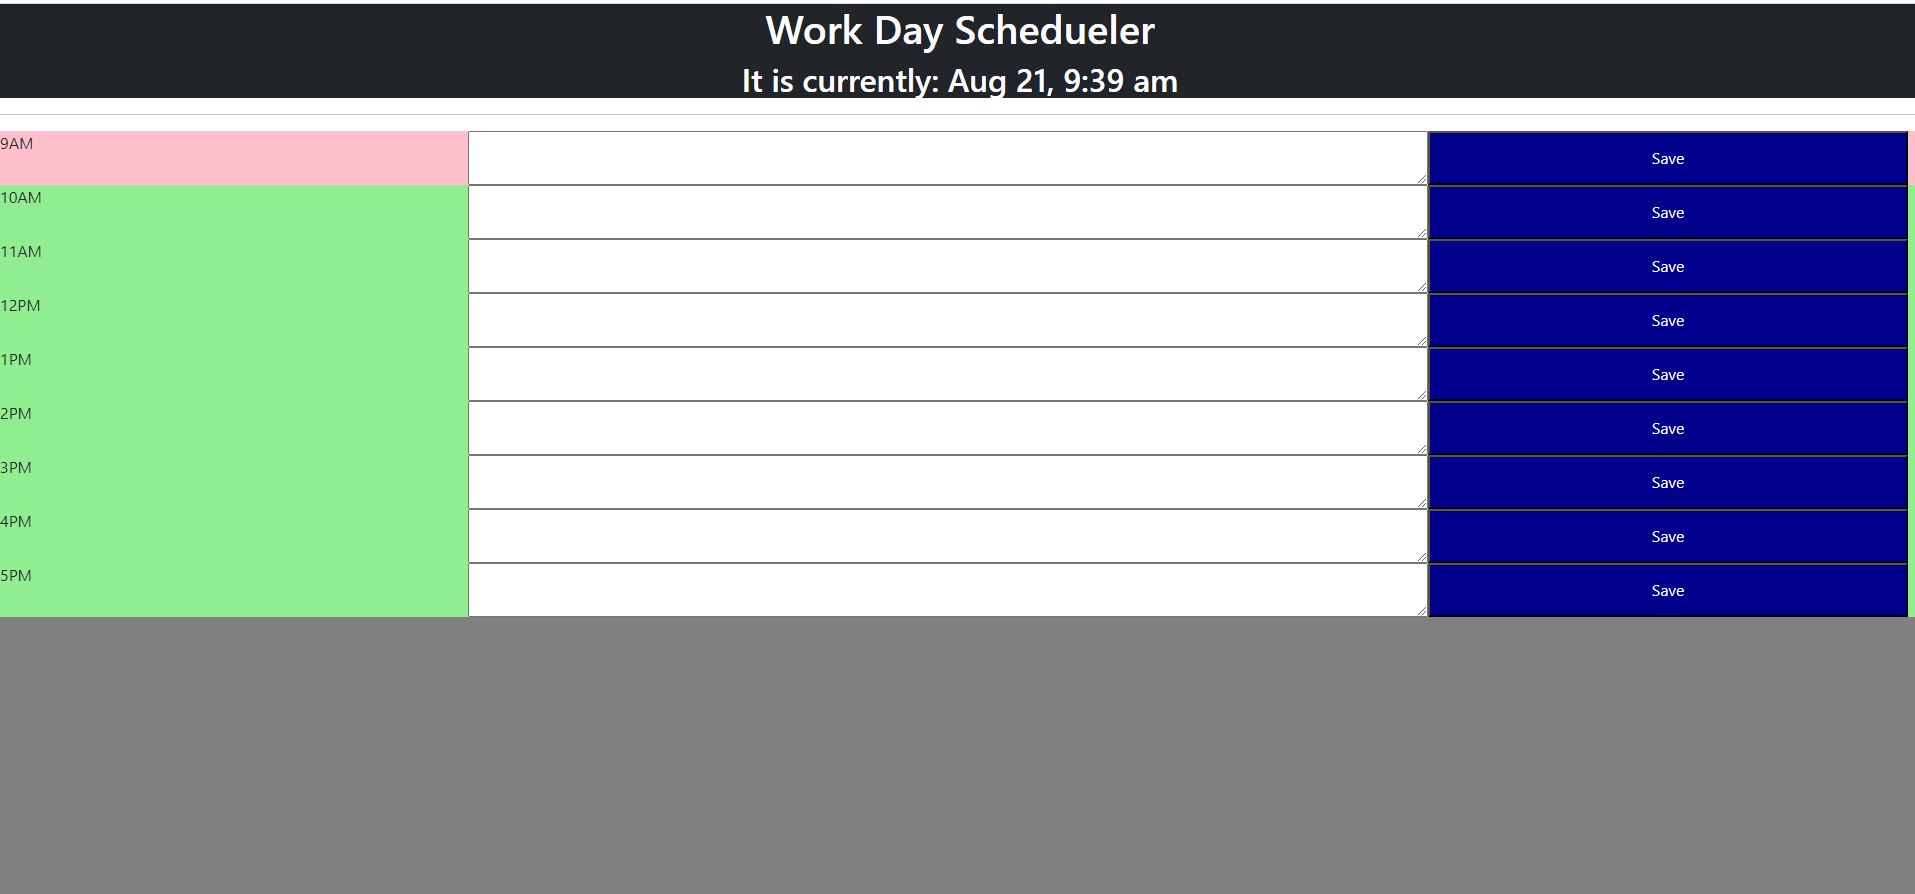 Work Day Schedueler
It is currently: Aug 21, 9:39 am
9AM Save
10AM Save
11AM Save
12PM Save
1PM Save
2PM Save
3PM Save
4PM Save
5PM Save